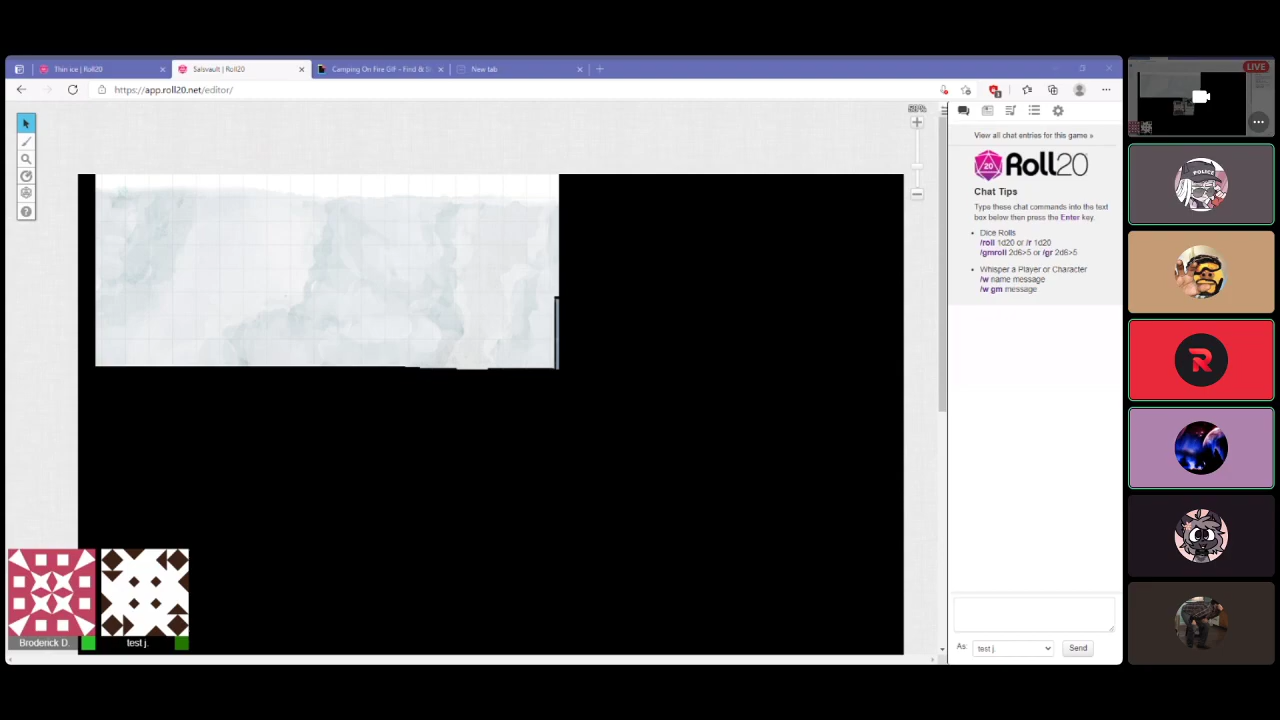 Thin ice | Roll20
Salsvault | Roll20
Camping On Fire GIF - Find & S
New tab
https://app.roll20.net/editor/
LIVE
View all chat entries for this game »
Roll20
Chat Tips
Type these chat commands into the text
box below then press the Enter key.
Dice Rolls
/roll 1d20 or /r 1d20
/gmroll 2d6>5 or /gr 2d6>5
Whisper a Player or Character
/w name message
/w gm message
POLICE
R
Broderick D.
test j.
As:
test j.
Send